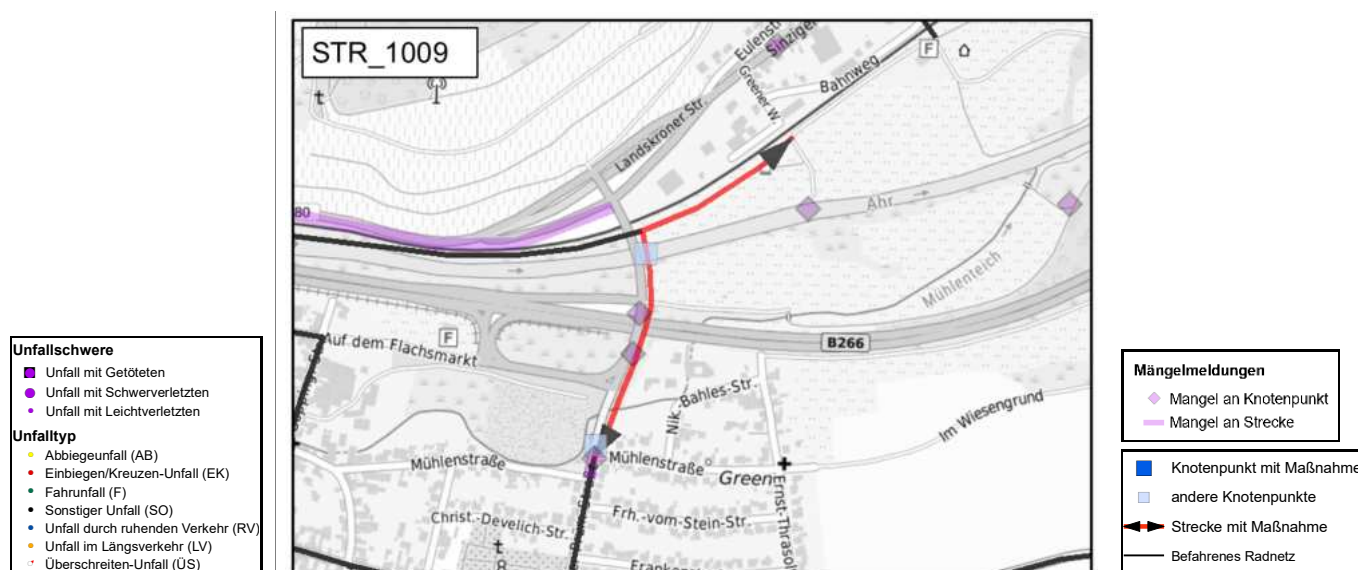 STR_1009
Eulenstr.
Sinziger
F
Bahnweg
Greener W.
Landskroner Str.
80
Ahr
Mühlenteich
B266
F
Auf dem Flachsmarkt
Nik.-Bahles-Str.
Im Wiesengrund
Mühlenstraße
Mühlenstraße
Green
Frh.-vom-Stein-Str.
Christ.-Develich-Str.
Unfallschwere
Unfall mit Getöteten
Unfall mit Schwerverletzten
Unfall mit Leichtverletzten
Unfalltyp
Abbiegeunfall (AB)
Einbiegen/Kreuzen-Unfall (EK)
Fahrunfall (F)
Sonstiger Unfall (SO)
Unfall durch ruhenden Verkehr (RV)
Unfall im Längsverkehr (LV)
Überschreiten-Unfall (ÜS)
Mängelmeldungen
Mangel an Knotenpunkt
Mangel an Strecke
Knotenpunkt mit Maßnahme
andere Knotenpunkte
Strecke mit Maßnahme
Befahrenes Radnetz